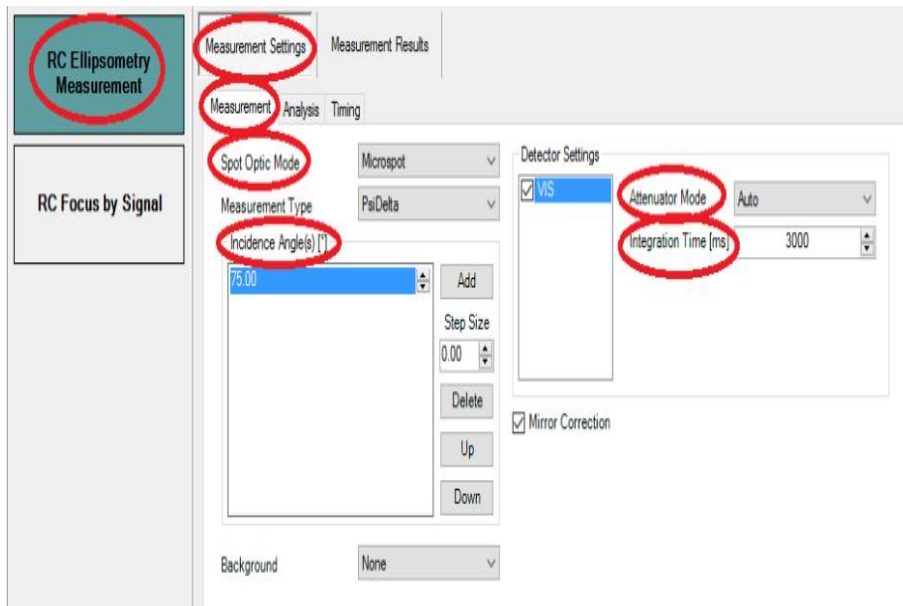 RC Ellipsometry
Measurement
RC Focus by Signal
Measurement Settings
Measurement Results
Measurement
Analysis
Timing
Spot Optic Mode
Microspot
Measurement Type
PsiDelta
Incidence Angle(s) [°]
75.00
Add
Step Size
0.00
Delete
Up
Down
Background
None
Detector Settings
VIS
Attenuator Mode
Auto
Integration Time [ms]
3000
Mirror Correction